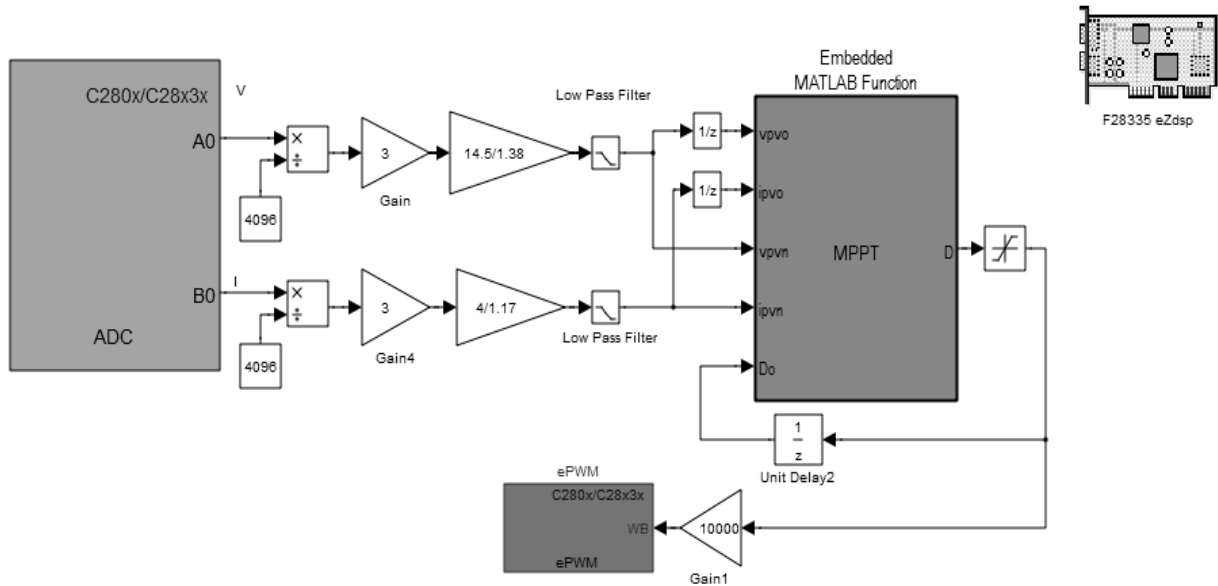 F28335 eZdsp
Embedded
MATLAB Function
C280x/C28x3x
V
Low Pass Filter
A0
×
÷
3
14.5/1.38
1/z
vpvo
Gain
4096
1/z
ipvo
vpvn
MPPT
D
I
B0
×
÷
3
4/1.17
ipvn
Low Pass Filter
ADC
4096
Gain4
Do
1
z
Unit Delay2
ePWM
C280x/C28x3x
WB
10000
ePWM
Gain1